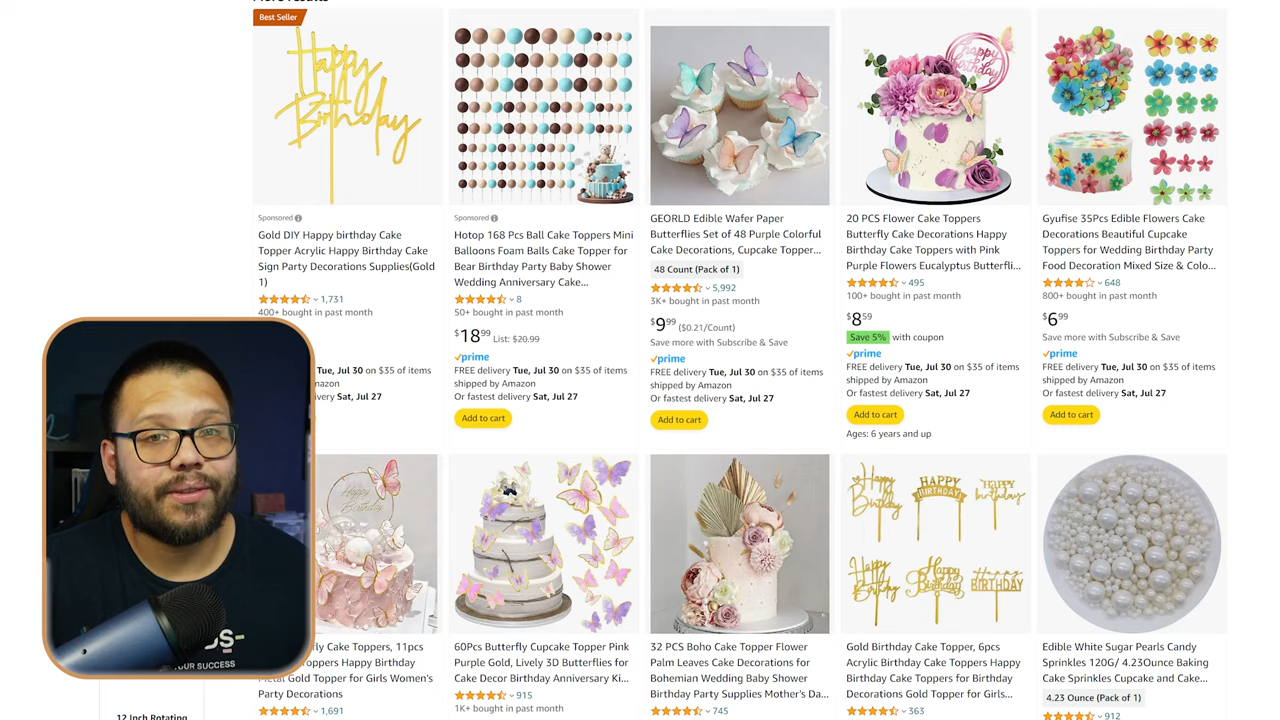 More results
Best Seller
Happy
Birthday
happy
birthday
Sponsored
Gold DIY Happy birthday Cake
Topper Acrylic Happy Birthday Cake
Sign Party Decorations Supplies(Gold
1)
1,731
400+ bought in past month
Tue, Jul 30 on $35 of items
Sat, Jul 27
Sponsored
Hotop 168 Pcs Ball Cake Toppers Mini
Balloons Foam Balls Cake Topper for
Bear Birthday Party Baby Shower
Wedding Anniversary Cake...
8
50+ bought in past month
$18.99 List: $20.99
prime
FREE delivery Tue, Jul 30 on $35 of items
shipped by Amazon
Or fastest delivery Sat, Jul 27
Add to cart
GEORLD Edible Wafer Paper
Butterflies Set of 48 Purple Colorful
Cake Decorations, Cupcake Topper...
48 Count (Pack of 1)
5,992
3K+ bought in past month
$9.99 ($0.21/Count)
Save more with Subscribe & Save
prime
FREE delivery Tue, Jul 30 on $35 of items
shipped by Amazon
Or fastest delivery Sat, Jul 27
Add to cart
20 PCS Flower Cake Toppers
Butterfly Cake Decorations Happy
Birthday Cake Toppers with Pink
Purple Flowers Eucalyptus Butterfli...
495
100+ bought in past month
$8.59
Save 5% with coupon
prime
FREE delivery Tue, Jul 30 on $35 of items
shipped by Amazon
Or fastest delivery Sat, Jul 27
Add to cart
Ages: 6 years and up
Gyufise 35Pcs Edible Flowers Cake
Decorations Beautiful Cupcake
Toppers for Wedding Birthday Party
Food Decoration Mixed Size & Colo...
648
800+ bought in past month
$6.99
Save more with Subscribe & Save
prime
FREE delivery Tue, Jul 30 on $35 of items
shipped by Amazon
Or fastest delivery Sat, Jul 27
Add to cart
Happy
Birthday
Happy
Birthday
HAPPY
BIRTHDAY
Happy
birthday
Happy
Birthday
Happy
Birthday
Happy
BIRTHDAY
YOUR SUCCESS
Cake Toppers, 11pcs
Toppers Happy Birthday
Metal Gold Topper for Girls Women's
Party Decorations
1,691
60Pcs Butterfly Cupcake Topper Pink
Purple Gold, Lively 3D Butterflies for
Cake Decor Birthday Anniversary Ki...
915
1K+ bought in past month
32 PCS Boho Cake Topper Flower
Palm Leaves Cake Decorations for
Bohemian Wedding Baby Shower
Birthday Party Supplies Mother's Da...
745
Gold Birthday Cake Topper, 6pcs
Acrylic Birthday Cake Toppers Happy
Birthday Cake Toppers for Birthday
Decorations Gold Topper for Girls...
363
Edible White Sugar Pearls Candy
Sprinkles 120G/ 4.23Ounce Baking
Cake Sprinkles Cupcake and Cake...
4.23 Ounce (Pack of 1)
912
12 Inch Rotating